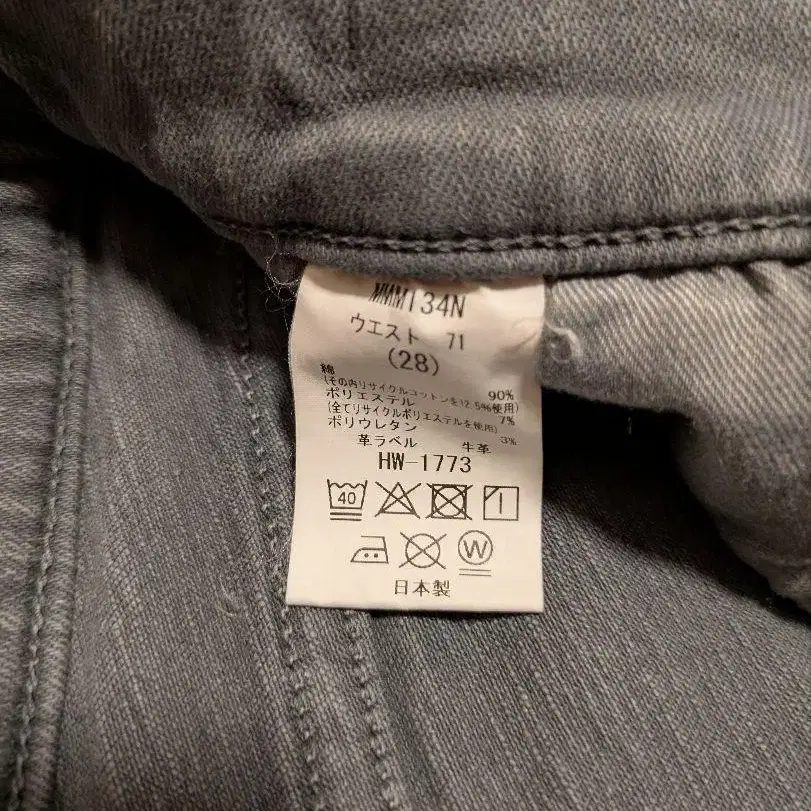 MMM134N
ウエスト 71
(28)
綿 90%
(その内リサイクルコットンを12.5%使用)
ポリエステル 7%
(全てリサイクルポリエステルを使用)
ポリウレタン 3%
革ラベル 牛革
HW-1773
40
W
日本製